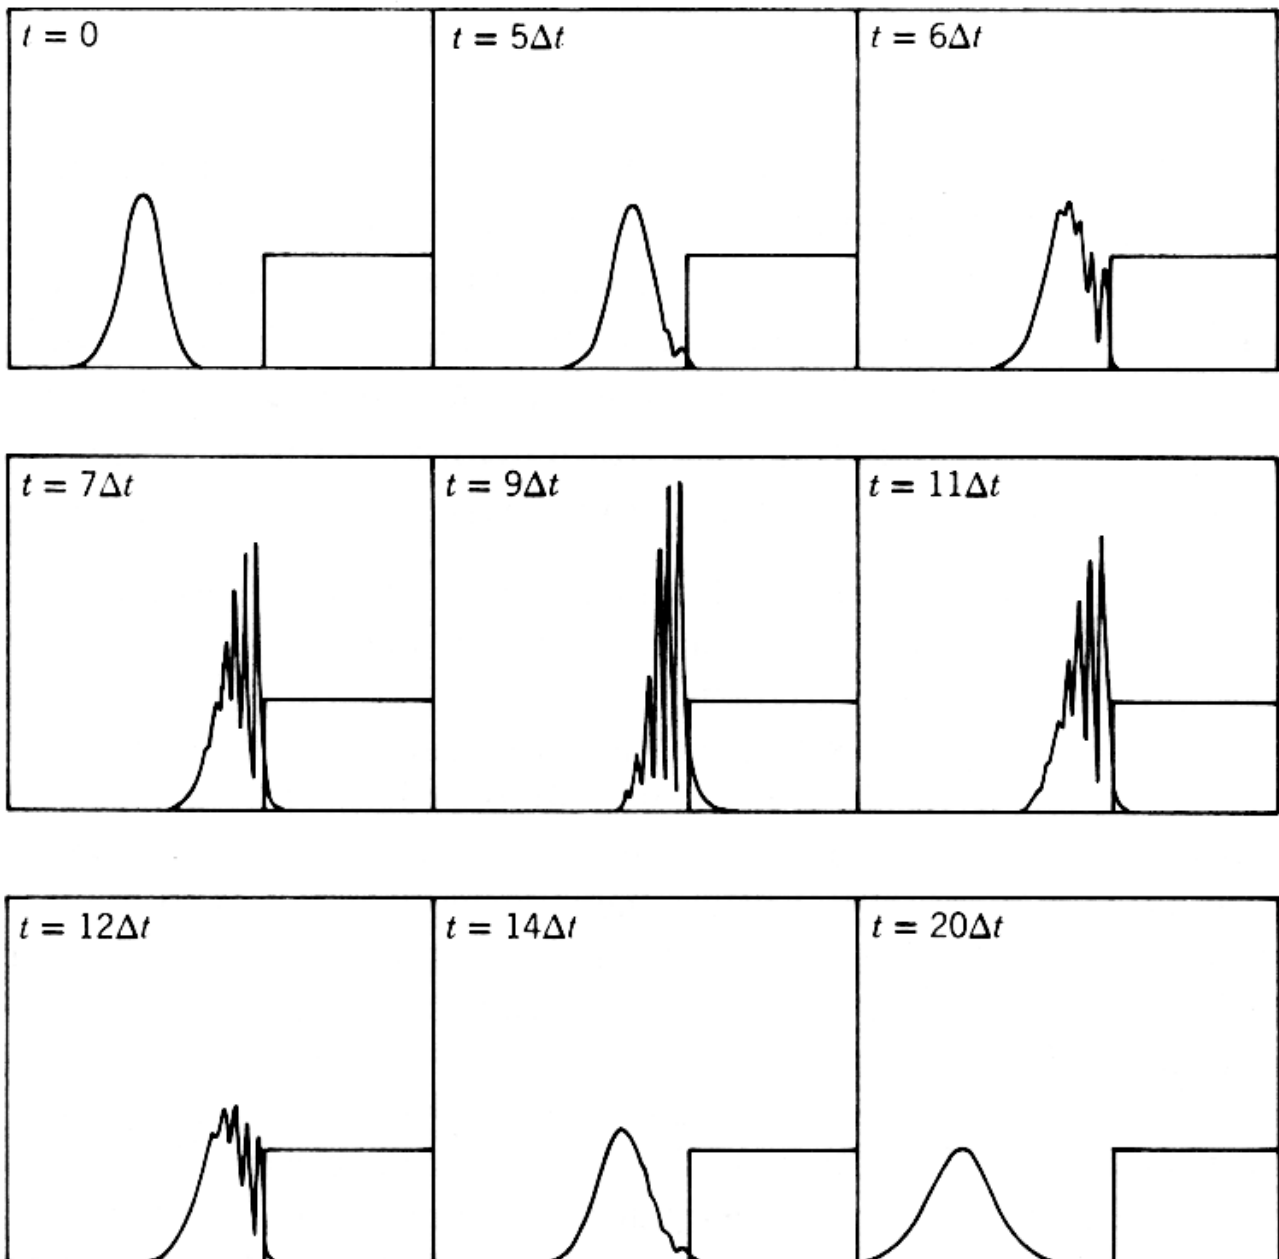 t = 0
t = 5Δt
t = 6Δt
t = 7Δt
t = 9Δt
t = 11Δt
t = 12Δt
t = 14Δt
t = 20Δt